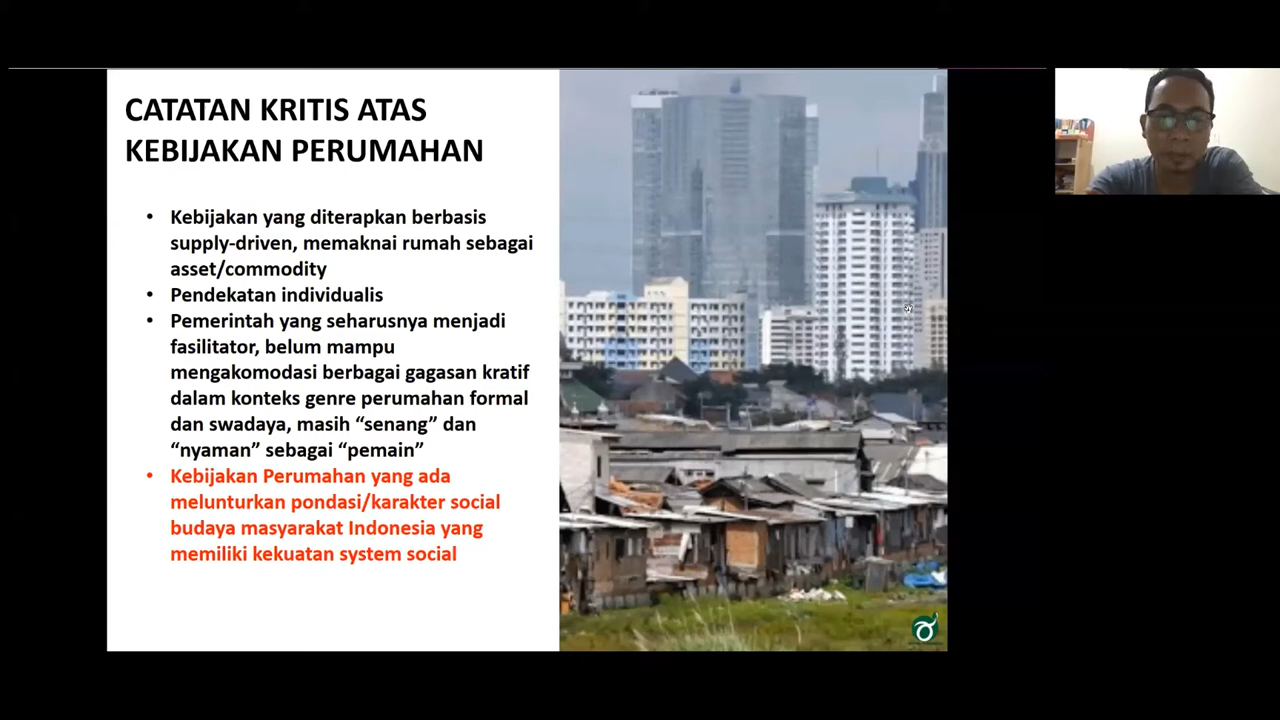 CATATAN KRITIS ATAS
KEBIJAKAN PERUMAHAN
• Kebijakan yang diterapkan berbasis
supply-driven, memaknai rumah sebagai
asset/commodity
• Pendekatan individualis
• Pemerintah yang seharusnya menjadi
fasilitator, belum mampu
mengakomodasi berbagai gagasan kratif
dalam konteks genre perumahan formal
dan swadaya, masih “senang” dan
“nyaman” sebagai “pemain”
• Kebijakan Perumahan yang ada
melunturkan pondasi/karakter social
budaya masyarakat Indonesia yang
memiliki kekuatan system social